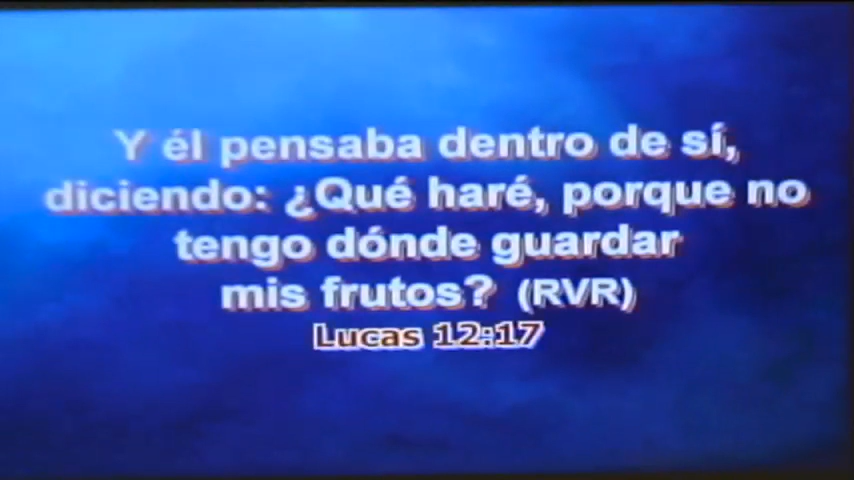 Y él pensaba dentro de sí,
diciendo: ¿Qué haré, porque no
tengo dónde guardar
mis frutos? (RVR)
Lucas 12:17